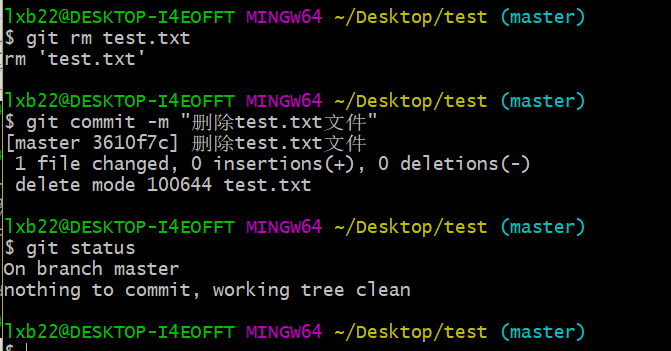 lxb22@DESKTOP-I4EOFFT MINGW64 ~/Desktop/test (master)
$ git rm test.txt
rm 'test.txt'
lxb22@DESKTOP-I4EOFFT MINGW64 ~/Desktop/test (master)
$ git commit -m "删除test.txt文件"
[master 3610f7c] 删除test.txt文件
1 file changed, 0 insertions(+), 0 deletions(-)
delete mode 100644 test.txt
lxb22@DESKTOP-I4EOFFT MINGW64 ~/Desktop/test (master)
$ git status
On branch master
nothing to commit, working tree clean
lxb22@DESKTOP-I4EOFFT MINGW64 ~/Desktop/test (master)
$